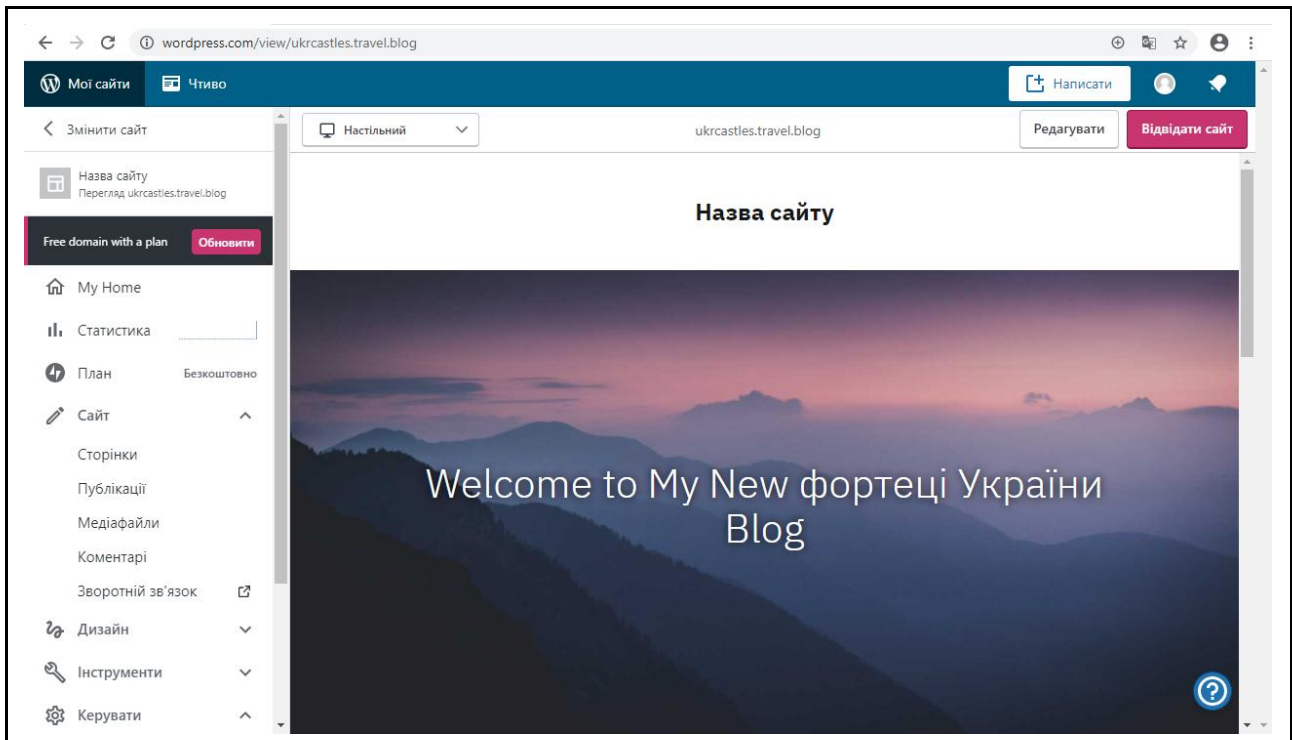 wordpress.com/view/ukrcastles.travel.blog
Мої сайти
Чтиво
Написати
Змінити сайт
Настільний
ukrcastles.travel.blog
Редагувати
Відвідати сайт
Назва сайту
Перегляд ukrcastles.travel.blog
Free domain with a plan
Обновити
My Home
Статистика
План
Безкоштовно
Сайт
Сторінки
Публікації
Медіафайли
Коментарі
Зворотній зв'язок
Дизайн
Інструменти
Керувати
Назва сайту
Welcome to My New фортеці України
Blog